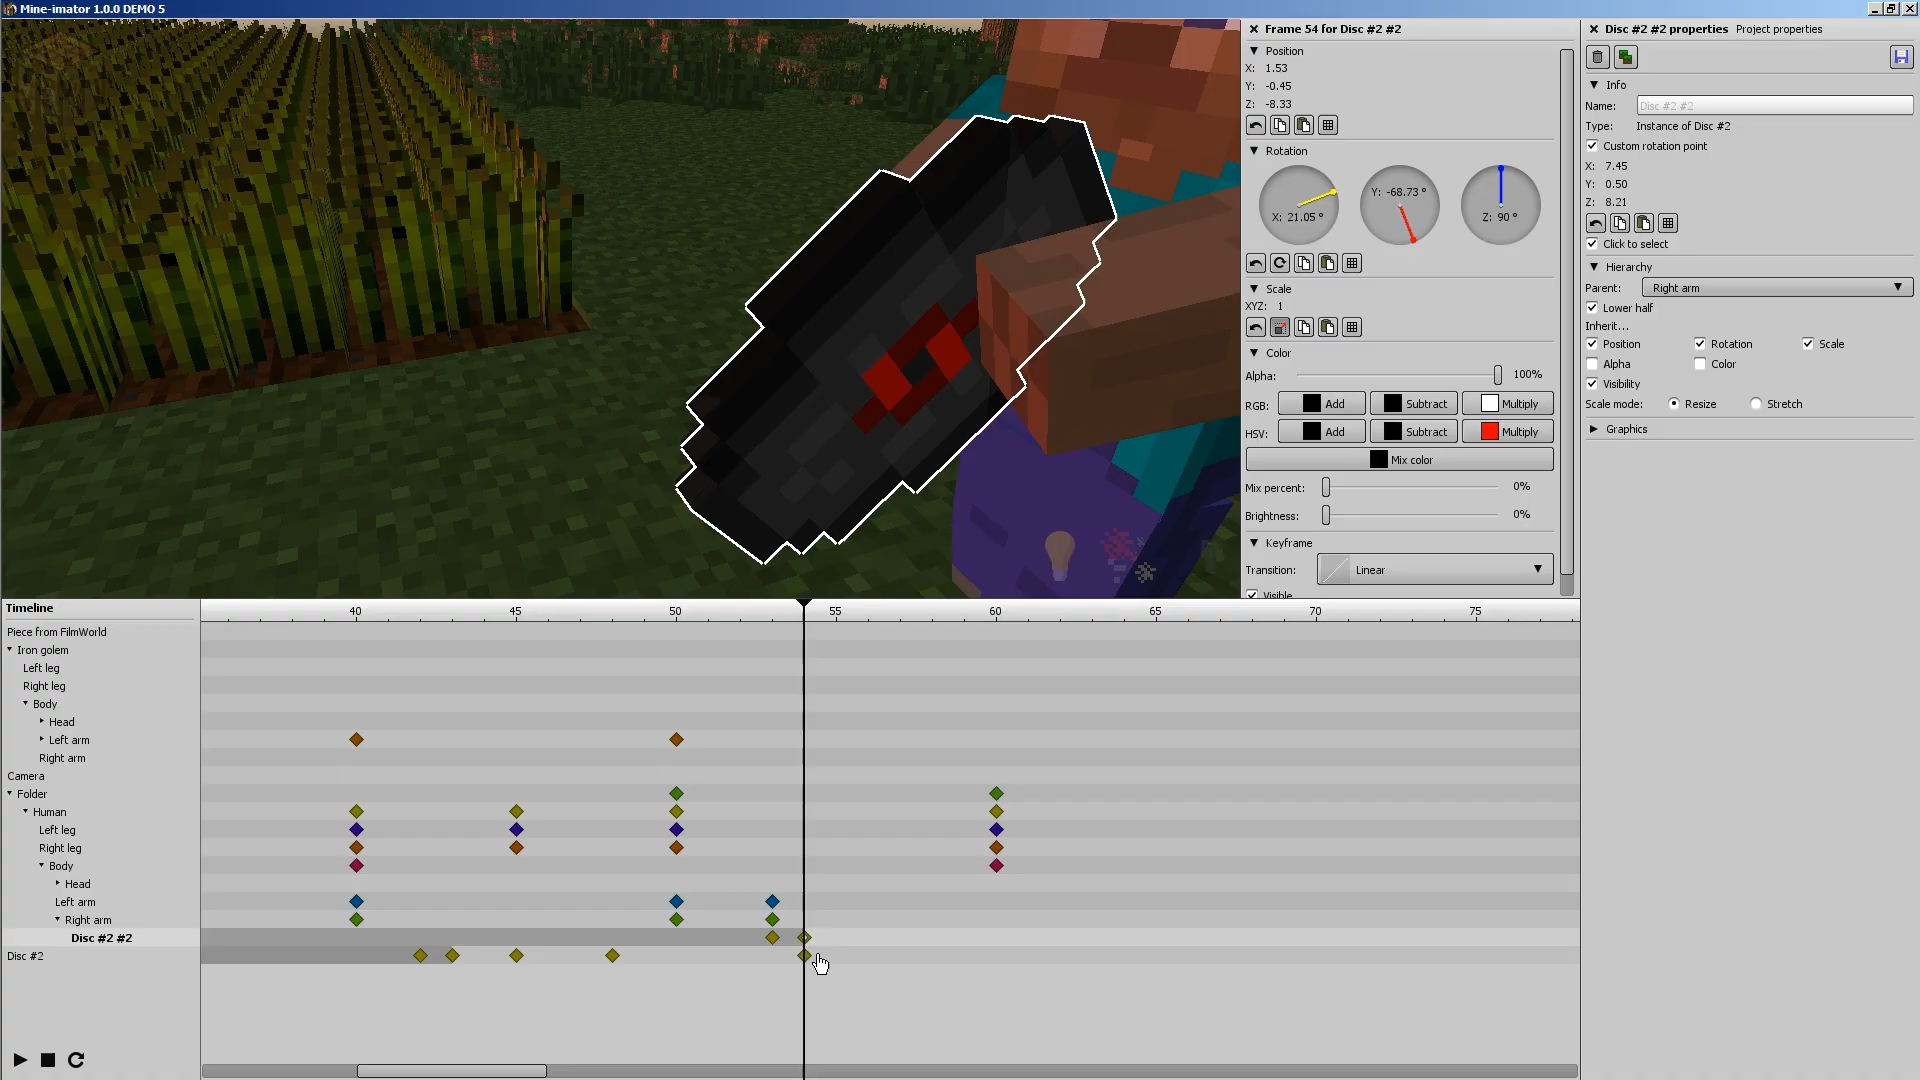 Mine-imator 1.0.0 DEMO 5
Frame 54 for Disc #2 #2
Position
X: 1.53
Y: -0.45
Z: -8.33
Rotation
X: 21.05 °
Y: -68.73 °
Z: 90 °
Scale
XYZ: 1
Color
Alpha: 100%
RGB: Add Subtract Multiply
HSV: Add Subtract Multiply
Mix color
Mix percent: 0%
Brightness: 0%
Keyframe
Transition: Linear
Visible
Disc #2 #2 properties Project properties
Info
Name: Disc #2 #2
Type: Instance of Disc #2
Custom rotation point
X: 7.45
Y: 0.50
Z: 8.21
Click to select
Hierarchy
Parent: Right arm
Lower half
Inherit...
Position Rotation Scale
Alpha Color
Visibility
Scale mode: Resize Stretch
Graphics
Timeline
40 45 50 55 60 65 70 75
Piece from FilmWorld
Iron golem
Left leg
Right leg
Body
Head
Left arm
Right arm
Camera
Folder
Human
Left leg
Right leg
Body
Head
Left arm
Right arm
Disc #2 #2
Disc #2